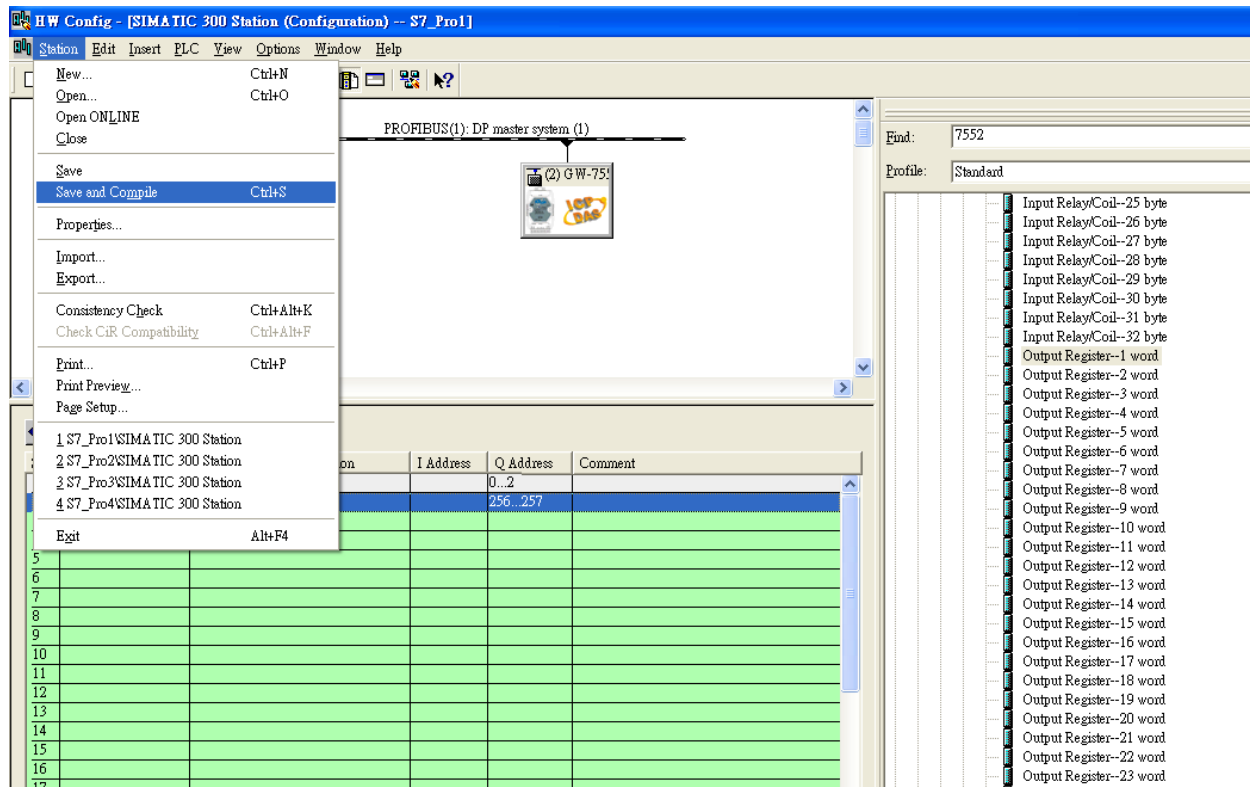 HW Config - [SIMATIC 300 Station (Configuration) -- S7_Pro1]
Station Edit Insert PLC View Options Window Help
New... Ctrl+N
Open... Ctrl+O
Open ONLINE
Close
Save
Save and Compile Ctrl+S
Properties...
Import...
Export...
Consistency Check Ctrl+Alt+K
Check CiR Compatibility Ctrl+Alt+F
Print... Ctrl+P
Print Preview...
Page Setup...
1 S7_Pro1\SIMATIC 300 Station
2 S7_Pro2\SIMATIC 300 Station
3 S7_Pro3\SIMATIC 300 Station
4 S7_Pro4\SIMATIC 300 Station
Exit Alt+F4
PROFIBUS(1): DP master system (1)
(2) GW-75
ICP DAS
I Address Q Address Comment
0...2
256...257
5
6
7
8
9
10
11
12
13
14
15
16
17
Find: 7552
Profile: Standard
Input Relay/Coil--25 byte
Input Relay/Coil--26 byte
Input Relay/Coil--27 byte
Input Relay/Coil--28 byte
Input Relay/Coil--29 byte
Input Relay/Coil--30 byte
Input Relay/Coil--31 byte
Input Relay/Coil--32 byte
Output Register--1 word
Output Register--2 word
Output Register--3 word
Output Register--4 word
Output Register--5 word
Output Register--6 word
Output Register--7 word
Output Register--8 word
Output Register--9 word
Output Register--10 word
Output Register--11 word
Output Register--12 word
Output Register--13 word
Output Register--14 word
Output Register--15 word
Output Register--16 word
Output Register--17 word
Output Register--18 word
Output Register--19 word
Output Register--20 word
Output Register--21 word
Output Register--22 word
Output Register--23 word